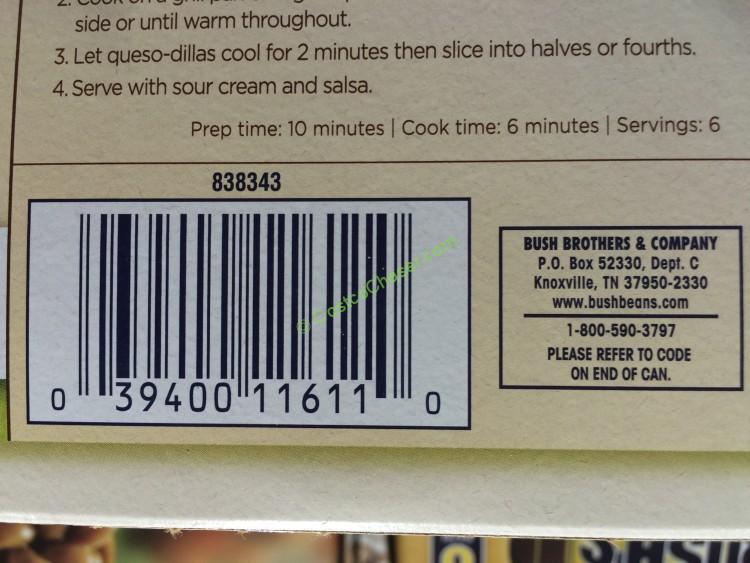 side or until warm throughout.
3. Let queso-dillas cool for 2 minutes then slice into halves or fourths.
4. Serve with sour cream and salsa.
Prep time: 10 minutes | Cook time: 6 minutes | Servings: 6
838343
© CostcoChaser.com
0 39400 11611 0
BUSH BROTHERS & COMPANY
P.O. Box 52330, Dept. C
Knoxville, TN 37950-2330
www.bushbeans.com
1-800-590-3797
PLEASE REFER TO CODE
ON END OF CAN.